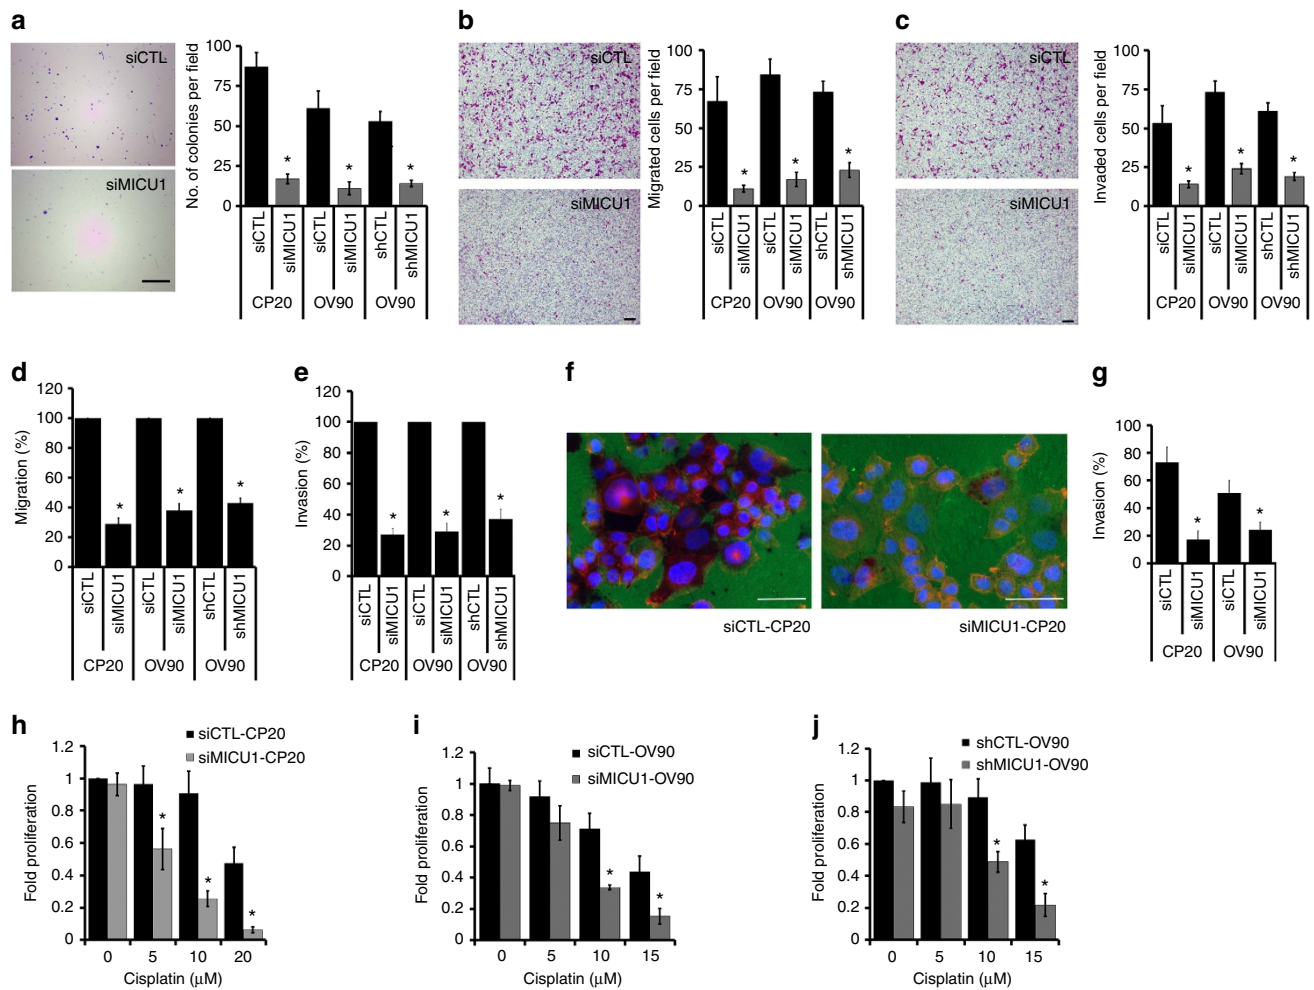 a
siCTL
siMICU1
No. of colonies per field
100
75
50
25
0
siCTL
siMICU1
siCTL
siMICU1
shCTL
shMICU1
CP20
OV90
OV90
*
*
*
b
siCTL
siMICU1
Migrated cells per field
100
75
50
25
0
siCTL
siMICU1
siCTL
siMICU1
shCTL
shMICU1
CP20
OV90
OV90
*
*
*
c
siCTL
siMICU1
Invaded cells per field
100
75
50
25
0
siCTL
siMICU1
siCTL
siMICU1
shCTL
shMICU1
CP20
OV90
OV90
*
*
*
d
Migration (%)
120
100
80
60
40
20
0
siCTL
siMICU1
siCTL
siMICU1
shCTL
shMICU1
CP20
OV90
OV90
*
*
*
e
Invasion (%)
120
100
80
60
40
20
0
siCTL
siMICU1
siCTL
siMICU1
shCTL
shMICU1
CP20
OV90
OV90
*
*
*
f
siCTL-CP20
siMICU1-CP20
g
Invasion (%)
100
80
60
40
20
0
siCTL
siMICU1
siCTL
siMICU1
CP20
OV90
*
*
h
siCTL-CP20
siMICU1-CP20
Fold proliferation
1.2
1
0.8
0.6
0.4
0.2
0
*
*
*
0 5 10 20
Cisplatin (μM)
i
siCTL-OV90
siMICU1-OV90
Fold proliferation
1.2
1
0.8
0.6
0.4
0.2
0
*
*
0 5 10 15
Cisplatin (μM)
j
shCTL-OV90
shMICU1-OV90
Fold proliferation
1.2
1
0.8
0.6
0.4
0.2
0
*
*
0 5 10 15
Cisplatin (μM)